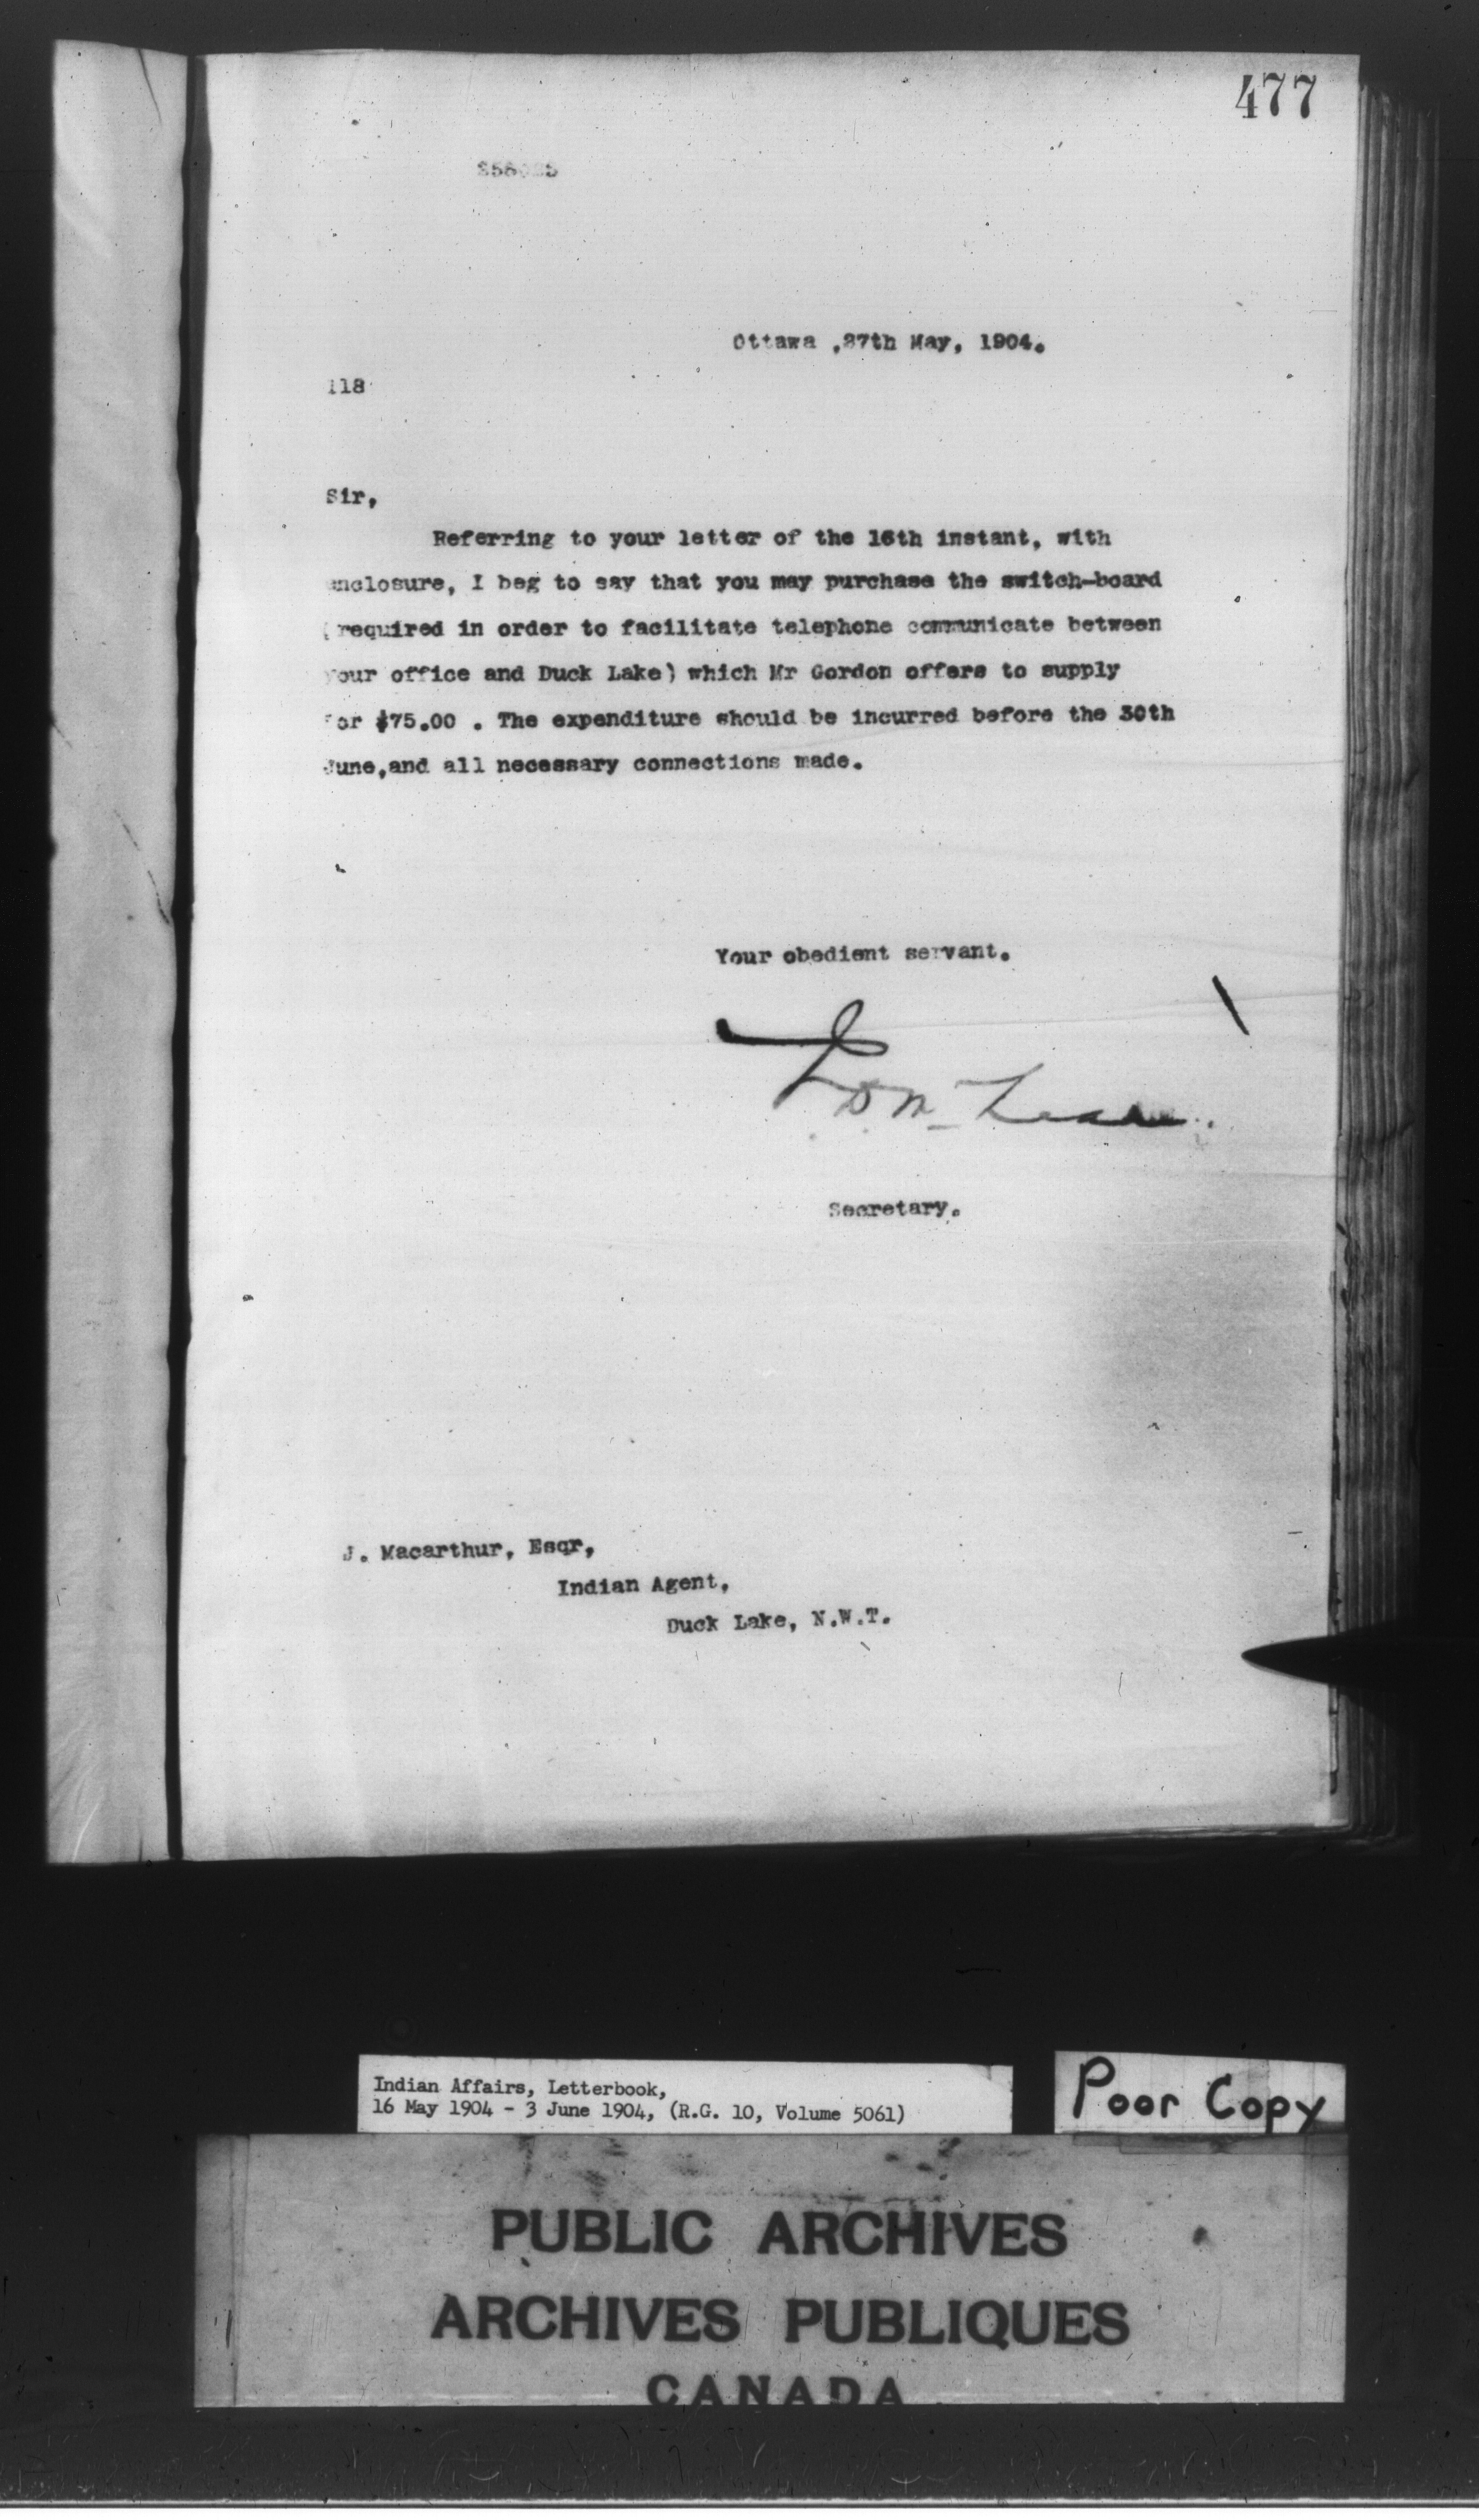 477
Ottawa ,27th May, 1904.
118
Sir,
Referring to your letter of the 16th instant, with
enclosure, I beg to say that you may purchase the switch-board
(required in order to facilitate telephone communicate between
your office and Duck Lake) which Mr Gordon offers to supply
for $75.00 . The expenditure should be incurred before the 30th
June,and all necessary connections made.
Your obedient servant.
J D McLean.
Secretary.
J. Macarthur, Esqr,
Indian Agent,
Duck Lake, N.W.T.
Indian Affairs, Letterbook,
16 May 1904 - 3 June 1904, (R.G. 10, Volume 5061)
Poor Copy
PUBLIC ARCHIVES
ARCHIVES PUBLIQUES
CANADA